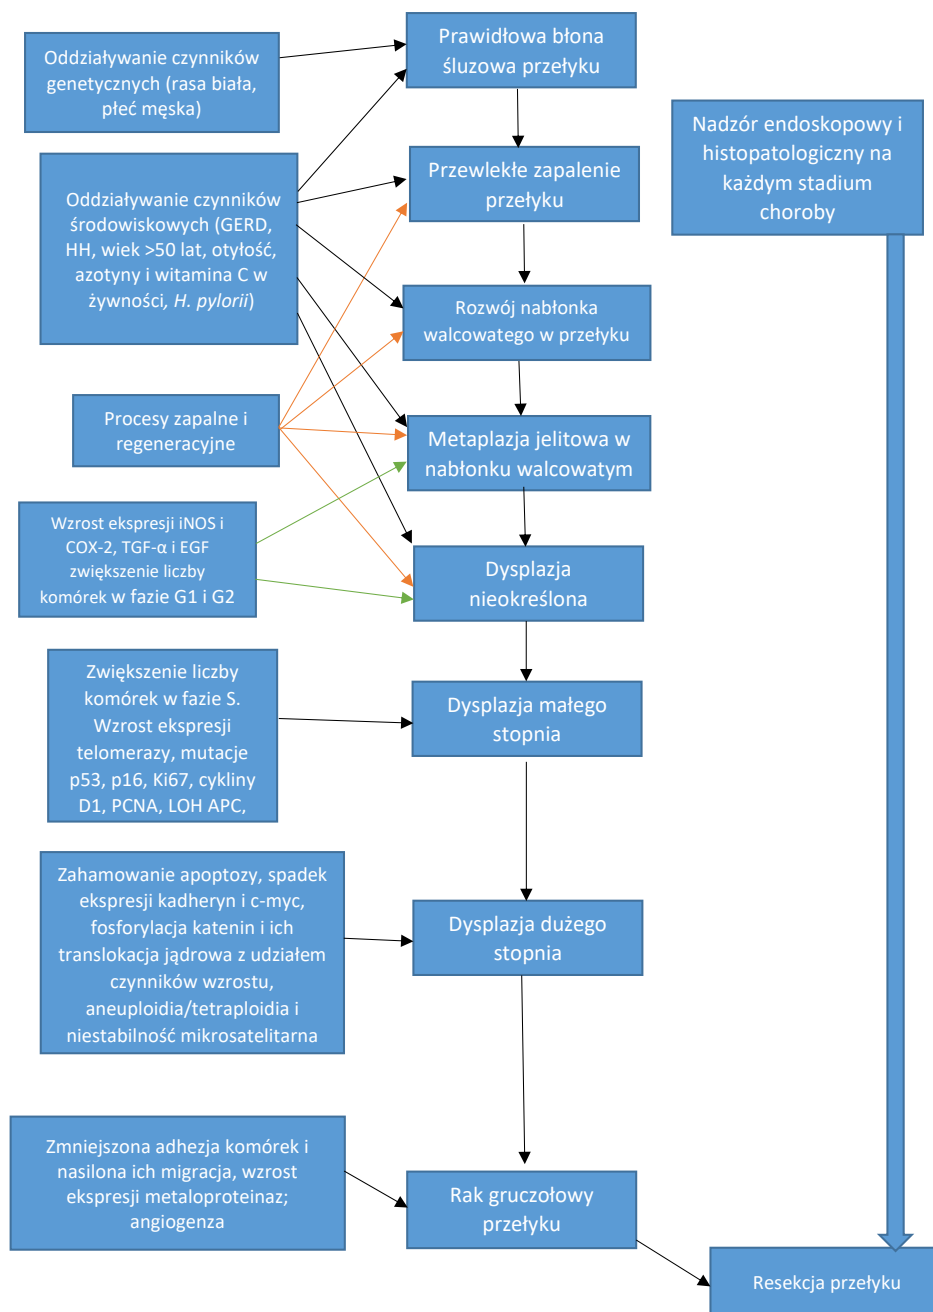 Prawidłowa błona
śluzowa przełyku
Oddziaływanie czynników
genetycznych (rasa biała,
płeć męska)
Nadzór endoskopowy i
histopatologiczny na
każdym stadium
choroby
Przewlekłe zapalenie
przełyku
Oddziaływanie czynników
środowiskowych (GERD,
HH, wiek >50 lat, otyłość,
azotyny i witamina C w
żywności, H. pylorii)
Rozwój nabłonka
walcowatego w przełyku
Procesy zapalne i
regeneracyjne
Metaplazja jelitowa w
nabłonku walcowatym
Wzrost ekspresji iNOS i
COX-2, TGF-α i EGF
zwiększenie liczby
komórek w fazie G1 i G2
Dysplazja
nieokreślona
Zwiększenie liczby
komórek w fazie S.
Wzrost ekspresji
telomerazy, mutacje
p53, p16, Ki67, cykliny
D1, PCNA, LOH APC,
Dysplazja małego
stopnia
Zahamowanie apoptozy, spadek
ekspresji kadheryn i c-myc,
fosforylacja katenin i ich
translokacja jądrowa z udziałem
czynników wzrostu,
aneuploidia/tetraploidia i
niestabilność mikrosatelitarna
Dysplazja dużego
stopnia
Zmniejszona adhezja komórek i
nasilona ich migracja, wzrost
ekspresji metaloproteinaz;
angiogenza
Rak gruczołowy
przełyku
Resekcja przełyku